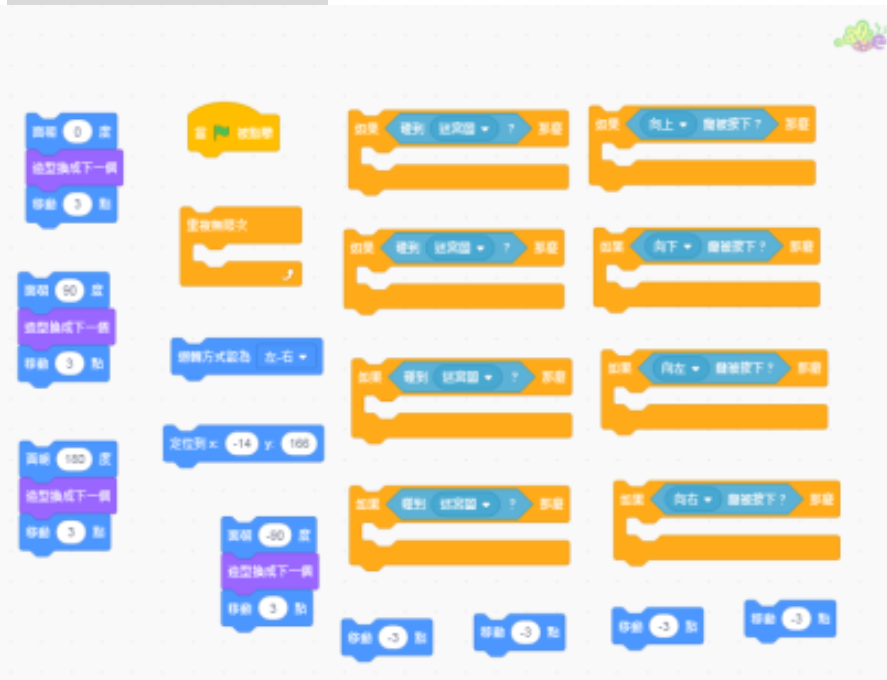 面朝 0 度
造型換成下一個
移動 3 點
面朝 90 度
造型換成下一個
移動 3 點
面朝 180 度
造型換成下一個
移動 3 點
當 被點擊
重複無限次
迴轉方式設為 左-右
定位到 x: -14 y: 166
面朝 -90 度
造型換成下一個
移動 3 點
如果 碰到 迷宮圖 ? 那麼
如果 碰到 迷宮圖 ? 那麼
如果 碰到 迷宮圖 ? 那麼
如果 碰到 迷宮圖 ? 那麼
如果 向上 鍵被按下? 那麼
如果 向下 鍵被按下? 那麼
如果 向左 鍵被按下? 那麼
如果 向右 鍵被按下? 那麼
移動 -3 點
移動 -3 點
移動 -3 點
移動 -3 點